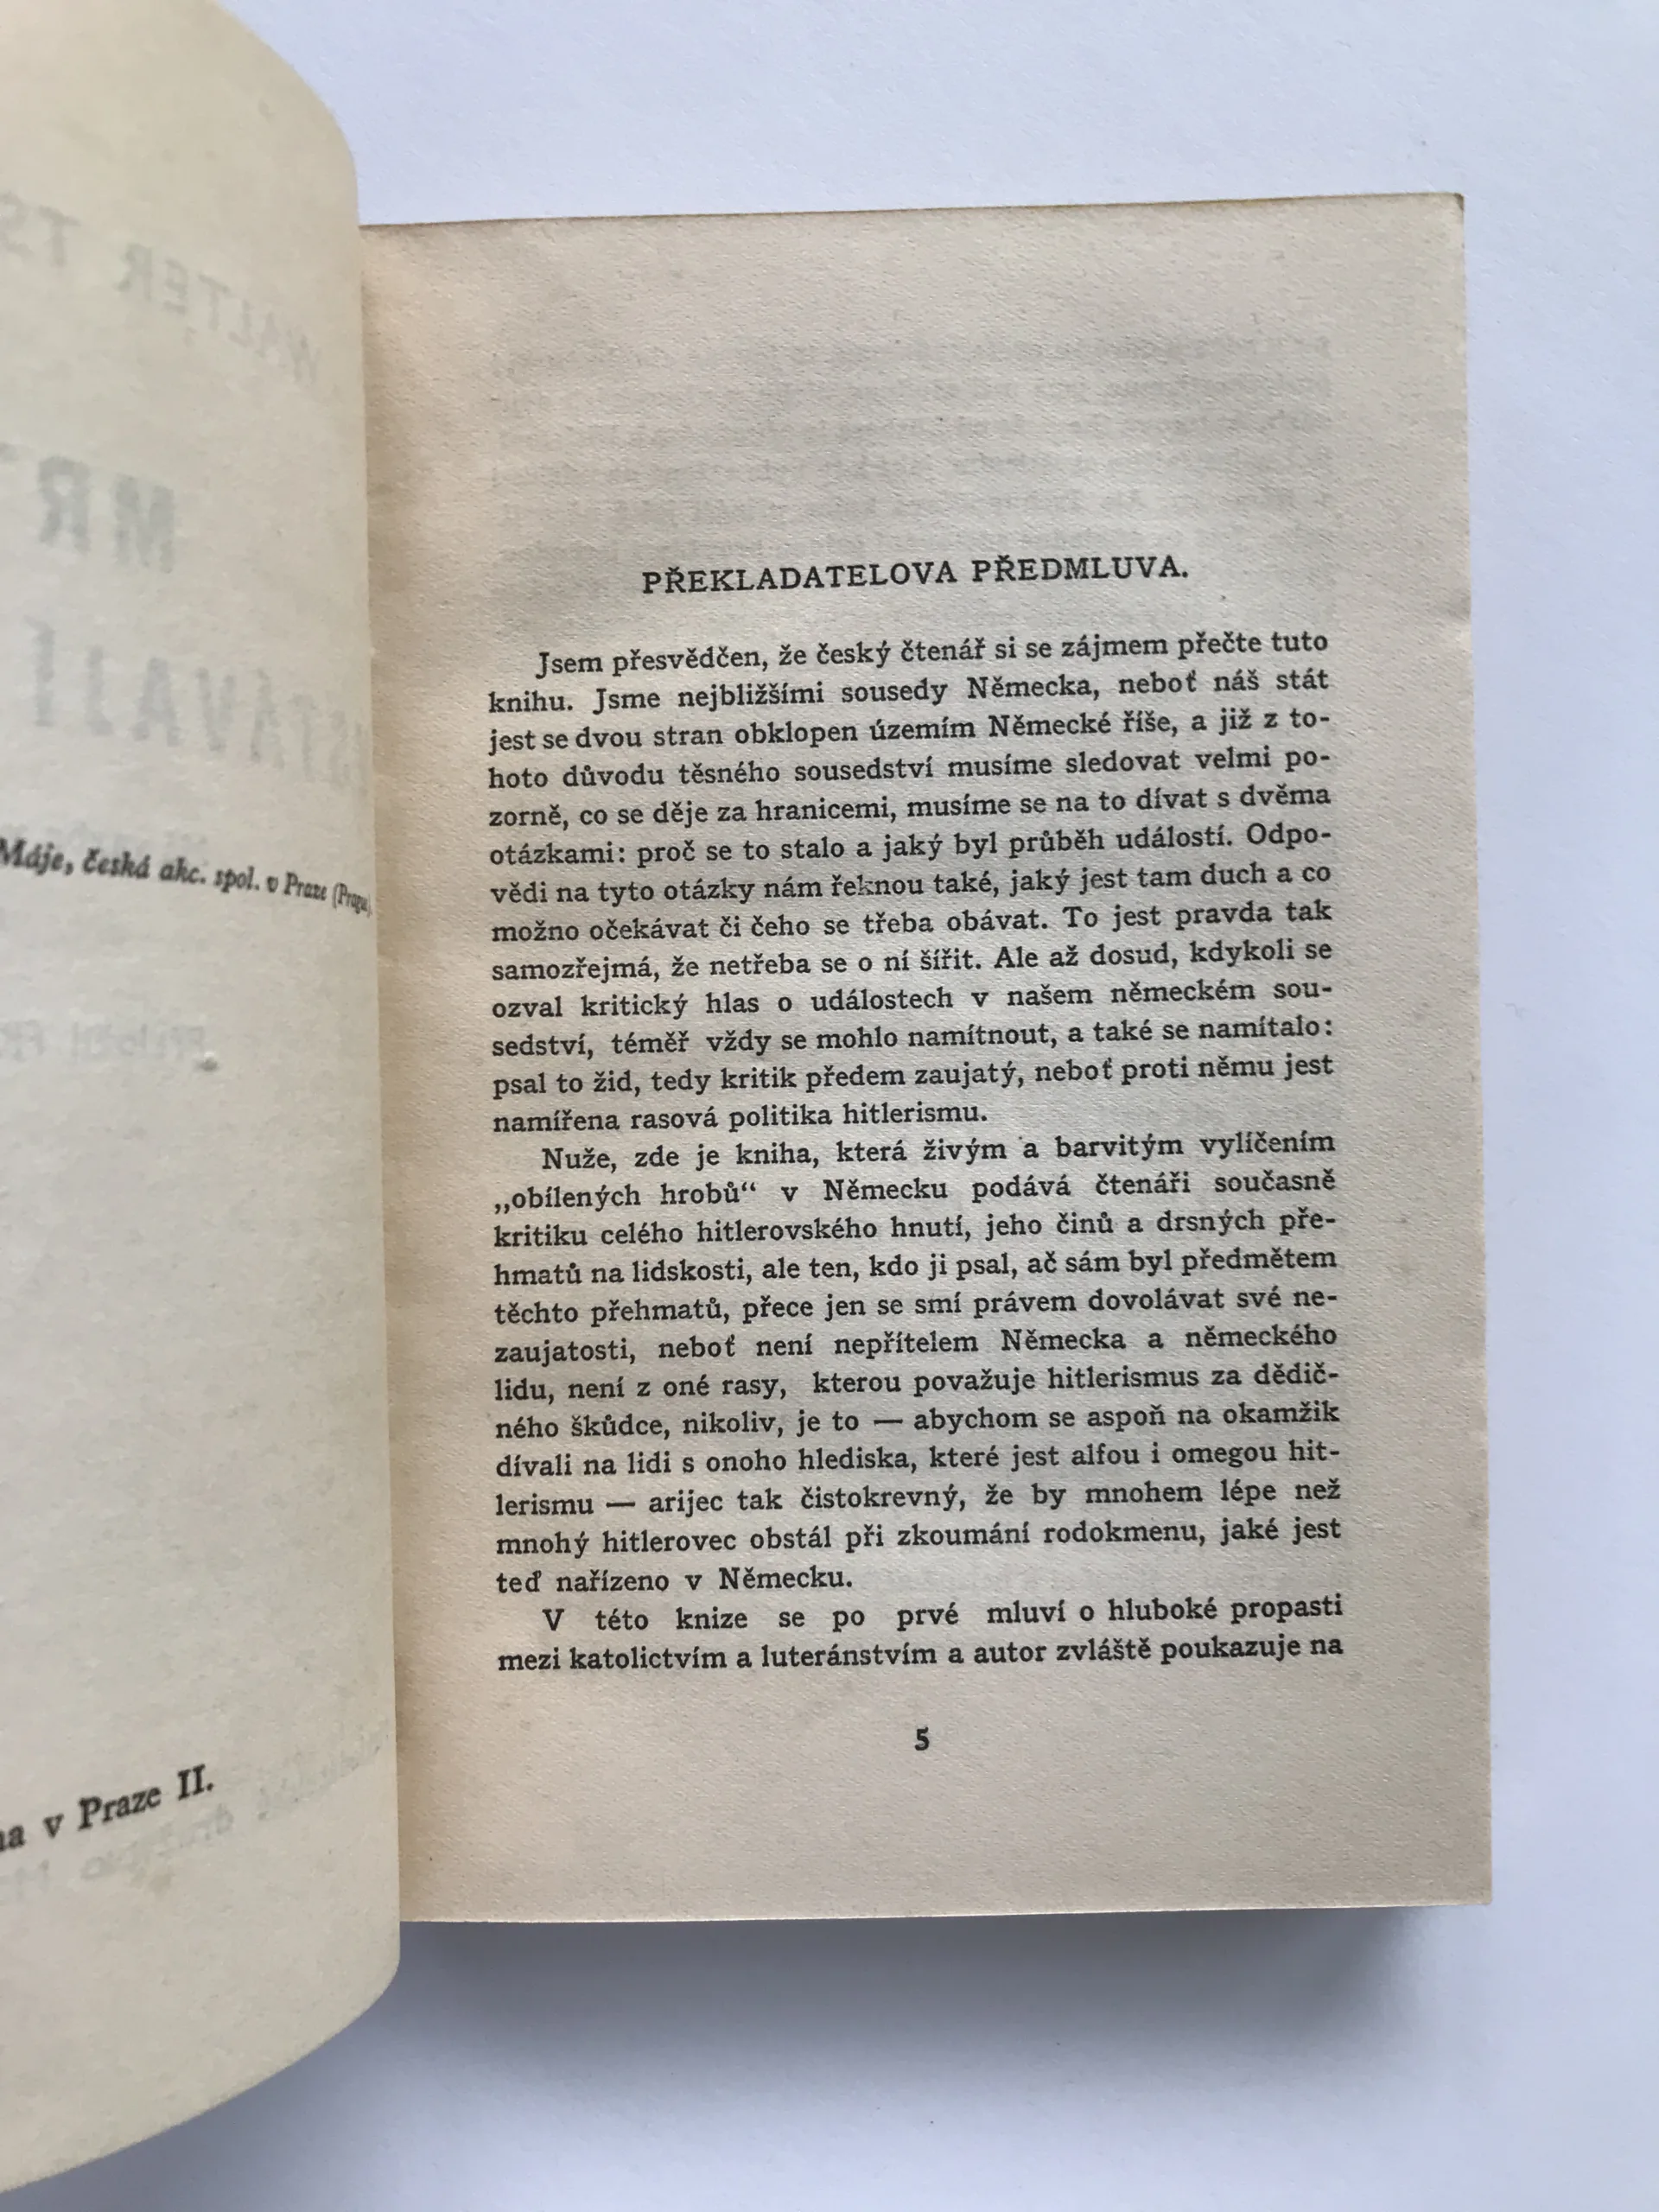 WALTER
MR
Máje, česká akc. spol. v Praze (Prague).
v Praze II.
PŘEKLADATELOVA PŘEDMLUVA.
Jsem přesvědčen, že český čtenář si se zájmem přečte tuto
knihu. Jsme nejbližšími sousedy Německa, neboť náš stát
jest se dvou stran obklopen územím Německé říše, a již z to-
hoto důvodu těsného sousedství musíme sledovat velmi po-
zorně, co se děje za hranicemi, musíme se na to dívat s dvěma
otázkami: proč se to stalo a jaký byl průběh událostí. Odpo-
vědi na tyto otázky nám řeknou také, jaký jest tam duch a co
možno očekávat či čeho se třeba obávat. To jest pravda tak
samozřejmá, že netřeba se o ní šířit. Ale až dosud, kdykoli se
ozval kritický hlas o událostech v našem německém sou-
sedství, téměř vždy se mohlo namítnout, a také se namítalo:
psal to žid, tedy kritik předem zaujatý, neboť proti němu jest
namířena rasová politika hitlerismu.
Nuže, zde je kniha, která živým a barvitým vylíčením
„obílených hrobů“ v Německu podává čtenáři současně
kritiku celého hitlerovského hnutí, jeho činů a drsných pře-
hmatů na lidskosti, ale ten, kdo ji psal, ač sám byl předmětem
těchto přehmatů, přece jen se smí právem dovolávat své ne-
zaujatosti, neboť není nepřítelem Německa a německého
lidu, není z oné rasy, kterou považuje hitlerismus za dědič-
ného škůdce, nikoliv, je to — abychom se aspoň na okamžik
dívali na lidi s onoho hlediska, které jest alfou i omegou hit-
lerismu — arijec tak čistokrevný, že by mnohem lépe než
mnohý hitlerovec obstál při zkoumání rodokmenu, jaké jest
teď nařízeno v Německu.
V této knize se po prvé mluví o hluboké propasti
mezi katolictvím a luteránstvím a autor zvláště poukazuje na
5